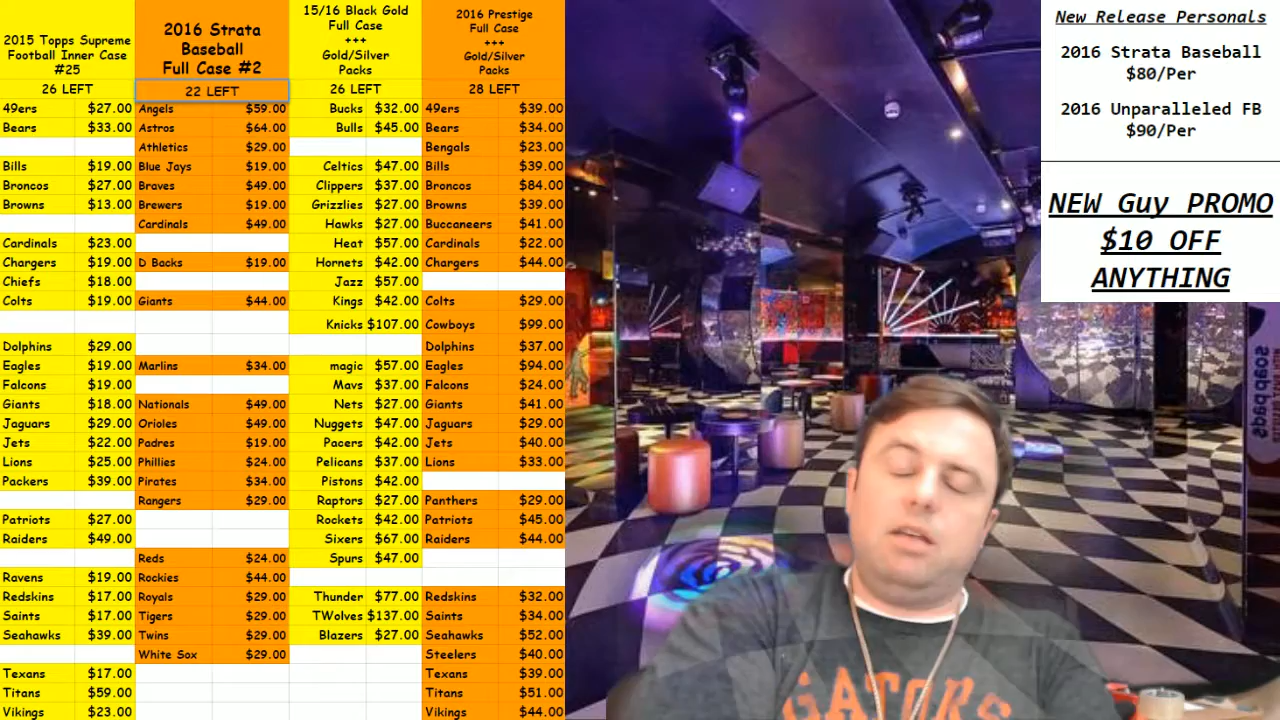 2015 Topps Supreme
Football Inner Case
#25
26 LEFT
49ers $27.00
Bears $33.00
Bills $19.00
Broncos $27.00
Browns $13.00
Cardinals $23.00
Chargers $19.00
Chiefs $18.00
Colts $19.00
Dolphins $29.00
Eagles $19.00
Falcons $19.00
Giants $18.00
Jaguars $29.00
Jets $22.00
Lions $25.00
Packers $39.00
Patriots $27.00
Raiders $49.00
Ravens $19.00
Redskins $17.00
Saints $17.00
Seahawks $39.00
Texans $17.00
Titans $59.00
Vikings $23.00
2016 Strata
Baseball
Full Case #2
22 LEFT
Angels $59.00
Astros $64.00
Athletics $29.00
Blue Jays $19.00
Braves $49.00
Brewers $19.00
Cardinals $49.00
D Backs $19.00
Giants $44.00
Marlins $34.00
Nationals $49.00
Orioles $49.00
Padres $19.00
Phillies $24.00
Pirates $34.00
Rangers $29.00
Reds $24.00
Rockies $44.00
Royals $29.00
Tigers $29.00
Twins $29.00
White Sox $29.00
15/16 Black Gold
Full Case
+++
Gold/Silver
Packs
26 LEFT
Bucks $32.00
Bulls $45.00
Celtics $47.00
Clippers $37.00
Grizzlies $27.00
Hawks $27.00
Heat $57.00
Hornets $42.00
Jazz $57.00
Kings $42.00
Knicks $107.00
magic $57.00
Mavs $37.00
Nets $27.00
Nuggets $47.00
Pacers $42.00
Pelicans $37.00
Pistons $42.00
Raptors $27.00
Rockets $42.00
Sixers $67.00
Spurs $47.00
Thunder $77.00
TWolves $137.00
Blazers $27.00
2016 Prestige
Full Case
+++
Gold/Silver
Packs
28 LEFT
49ers $39.00
Bears $34.00
Bengals $23.00
Bills $39.00
Broncos $84.00
Browns $39.00
Buccaneers $41.00
Cardinals $22.00
Chargers $44.00
Colts $29.00
Cowboys $99.00
Dolphins $37.00
Eagles $94.00
Falcons $24.00
Giants $41.00
Jaguars $29.00
Jets $40.00
Lions $33.00
Panthers $29.00
Patriots $45.00
Raiders $44.00
Redskins $32.00
Saints $34.00
Seahawks $52.00
Steelers $40.00
Texans $39.00
Titans $51.00
Vikings $44.00
New Release Personals
2016 Strata Baseball
$80/Per
2016 Unparalleled FB
$90/Per
NEW Guy PROMO
$10 OFF
ANYTHING
GATORS